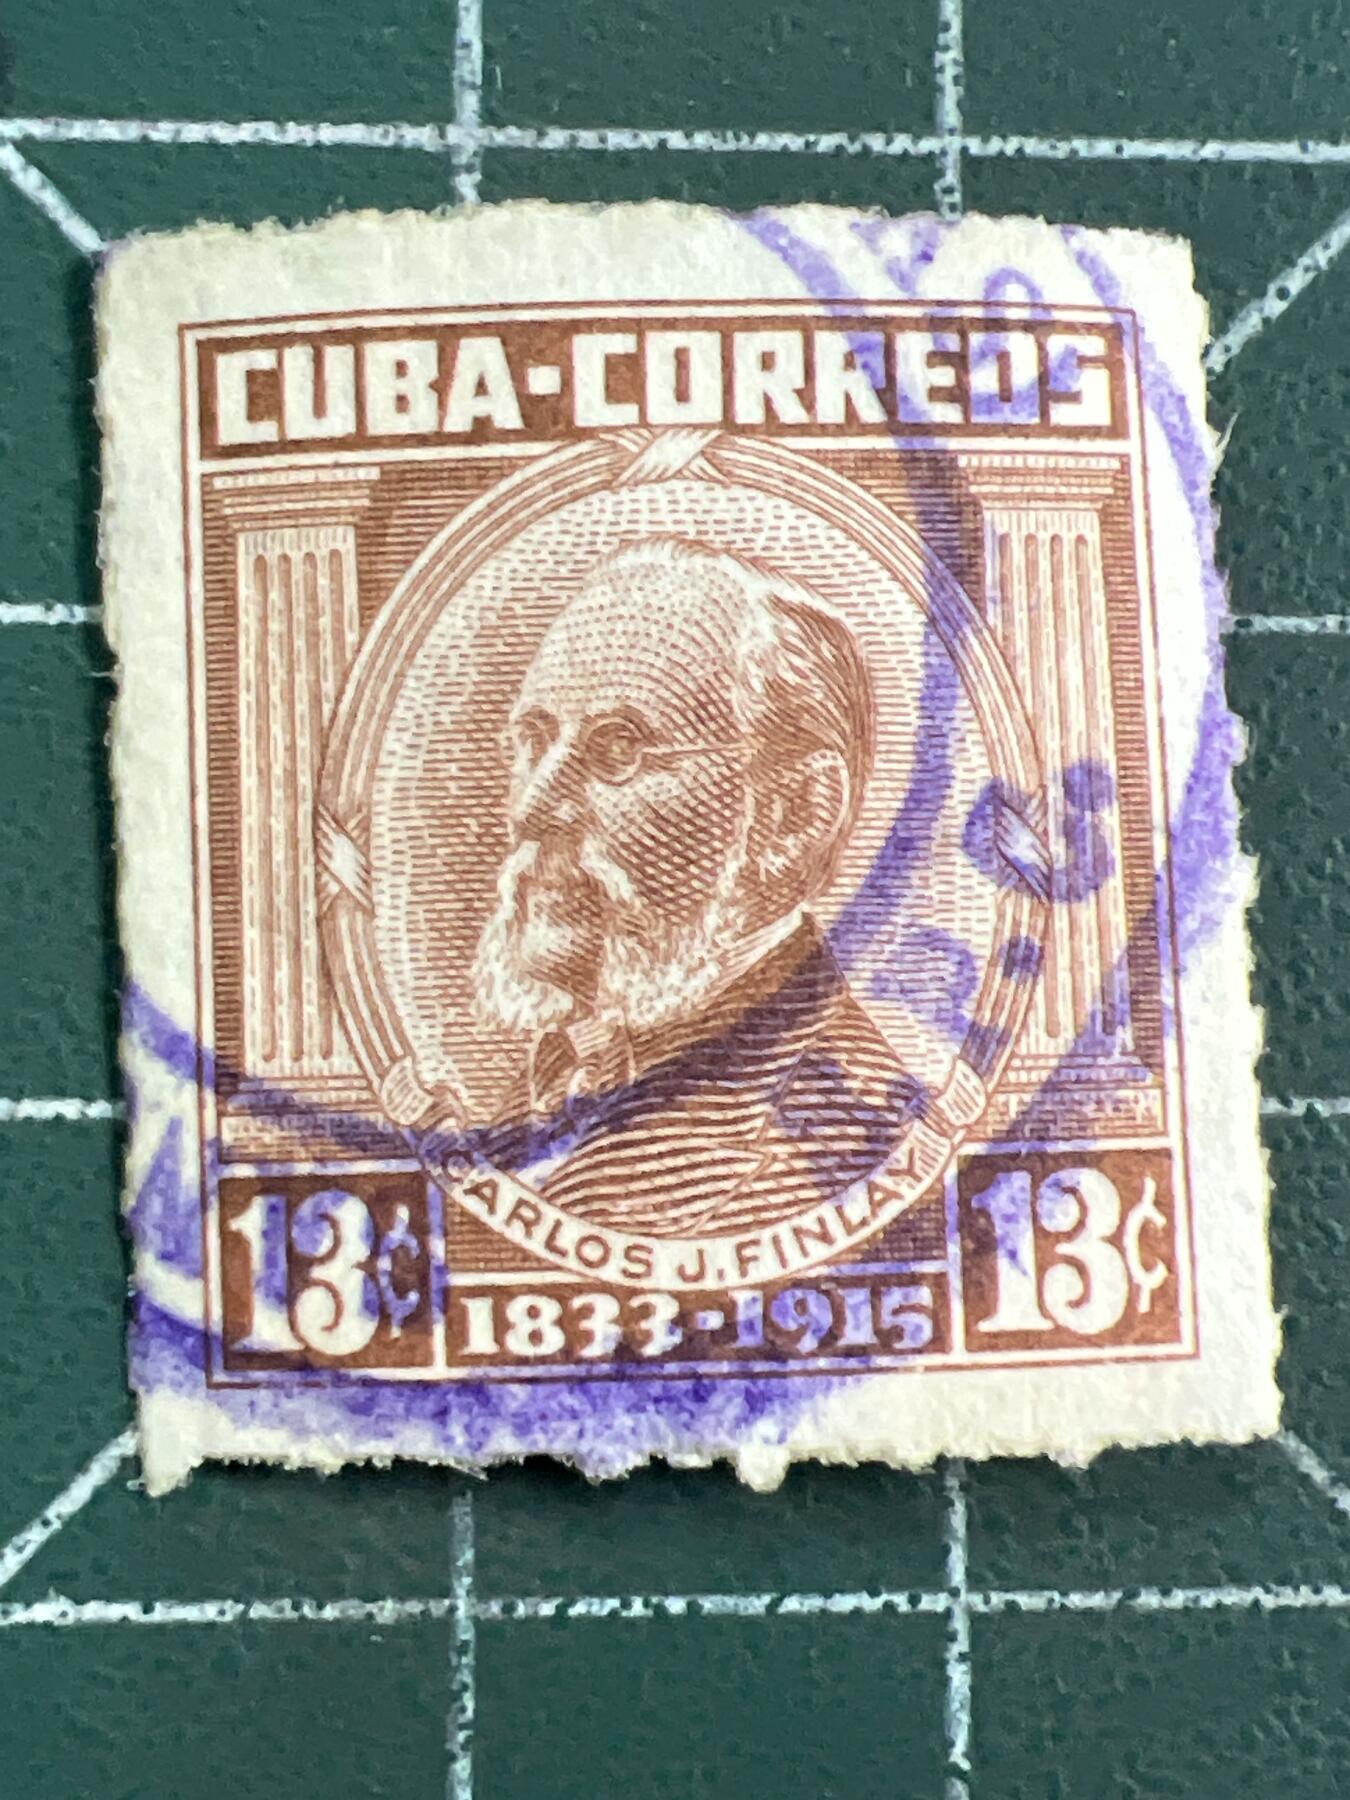 CUBA-CORREOS
CARLOS J. FINLAY
13¢
1833-1915
13¢